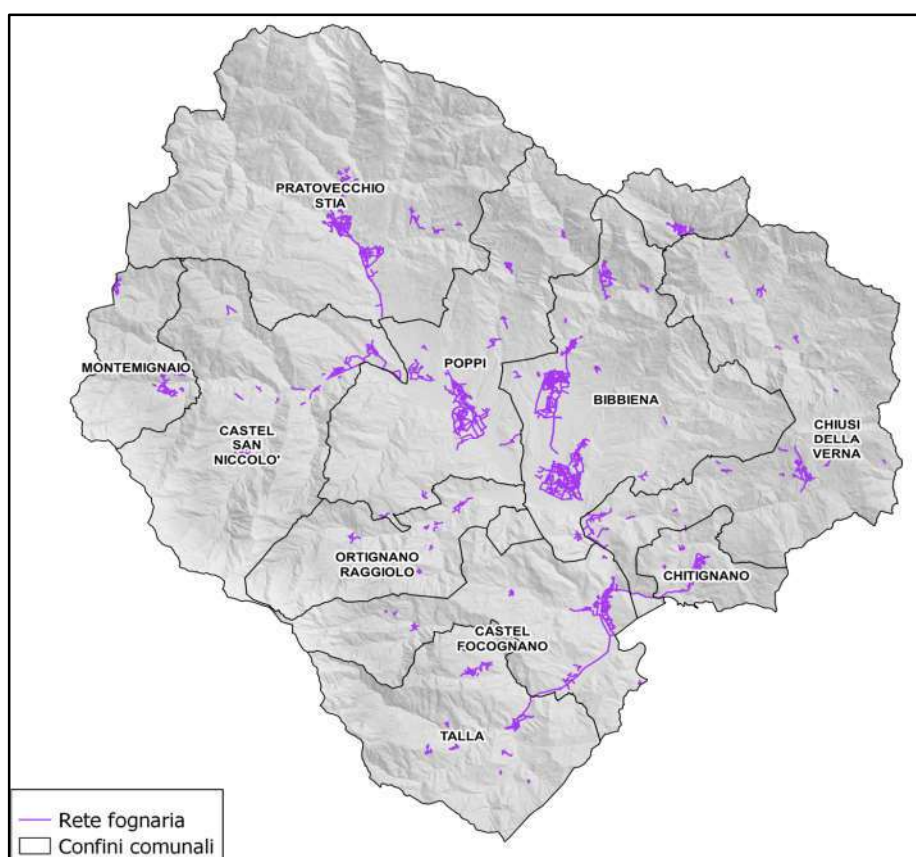 PRATOVECCHIO
STIA
MONTEMIGNAIO
POPPI
BIBBIENA
CASTEL
SAN
NICCOLO'
CHIUSI
DELLA
VERNA
ORTIGNANO
RAGGIOLO
CHITIGNANO
CASTEL
FOCOGNANO
TALLA
Rete fognaria
Confini comunali